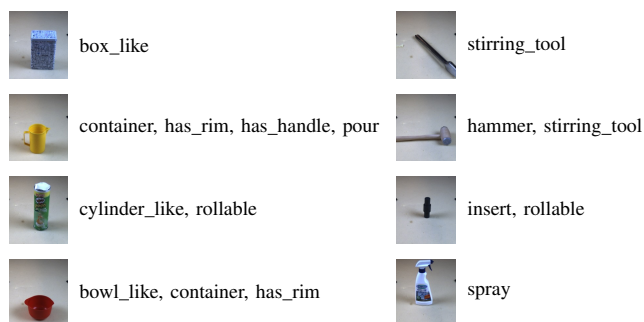 box_like
container, has_rim, has_handle, pour
cylinder_like, rollable
bowl_like, container, has_rim
stirring_tool
hammer, stirring_tool
insert, rollable
spray